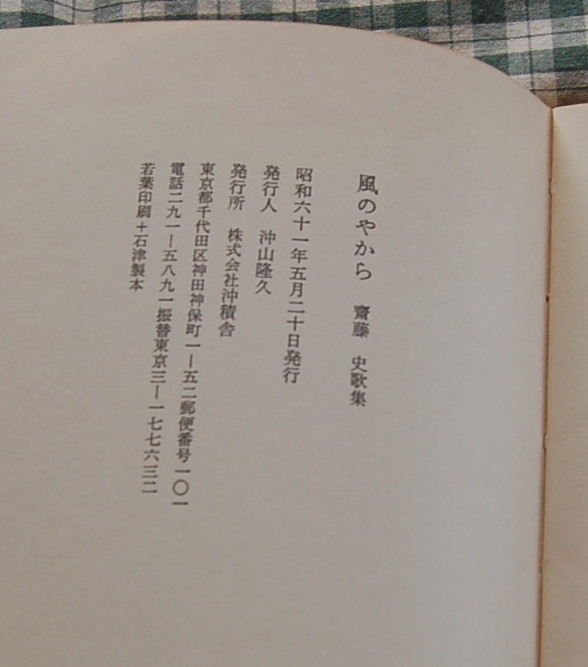 風のやから 齋藤 史歌集
昭和六十一年五月二十日発行
発行人 沖山隆久
発行所 株式会社沖積舎
東京都千代田区神田神保町一ー五二郵便番号一〇一
電話二九一ー五八九一振替東京三ー一七七六三二
若葉印刷＋石津製本